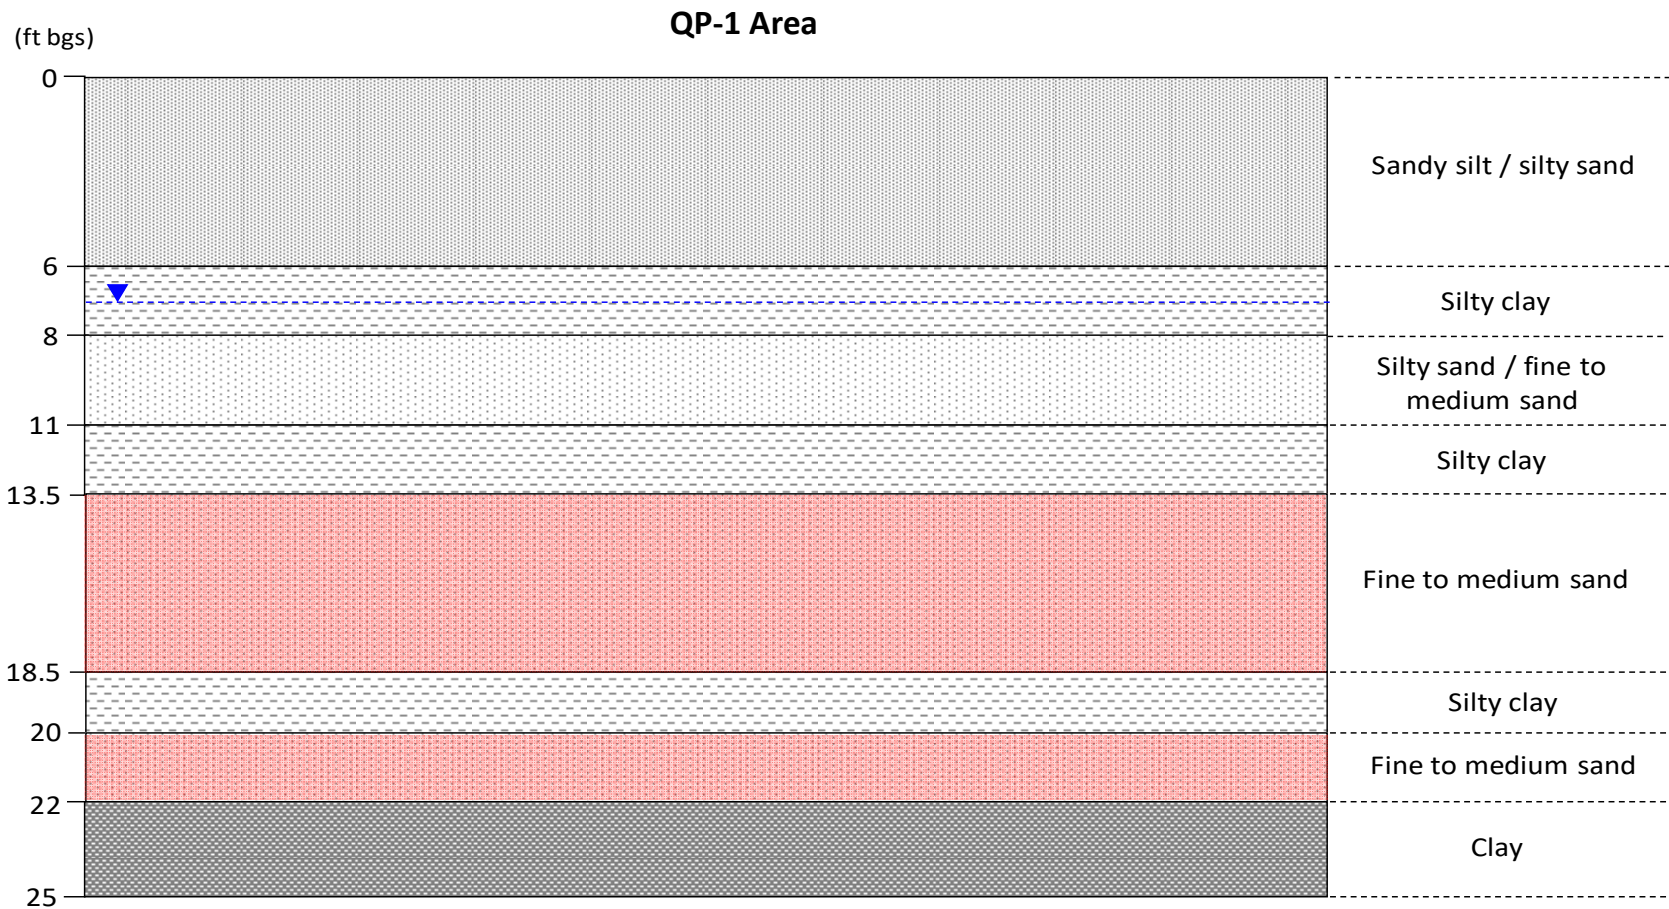 QP-1 Area
(ft bgs)
0
Sandy silt / silty sand
6
Silty clay
8
Silty sand / fine to
medium sand
11
Silty clay
13.5
Fine to medium sand
18.5
Silty clay
20
Fine to medium sand
22
Clay
25